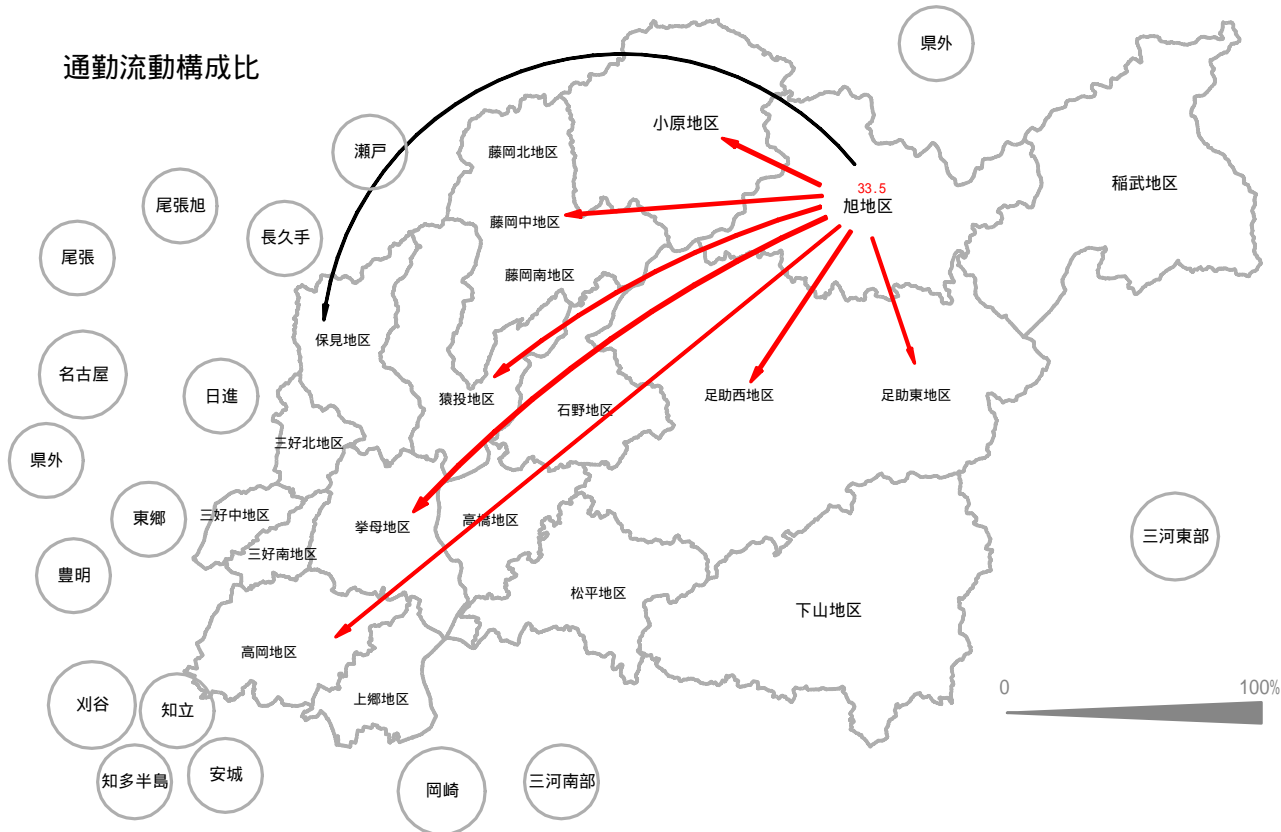 通勤流動構成比
県外
小原地区
瀬戸
藤岡北地区
稲武地区
33.5
旭地区
尾張旭
藤岡中地区
長久手
尾張
藤岡南地区
保見地区
名古屋
日進
猿投地区
石野地区
足助西地区
足助東地区
三好北地区
県外
東郷
三好中地区
挙母地区
高橋地区
三河東部
三好南地区
豊明
松平地区
下山地区
高岡地区
0
100%
刈谷
知立
上郷地区
知多半島
安城
岡崎
三河南部